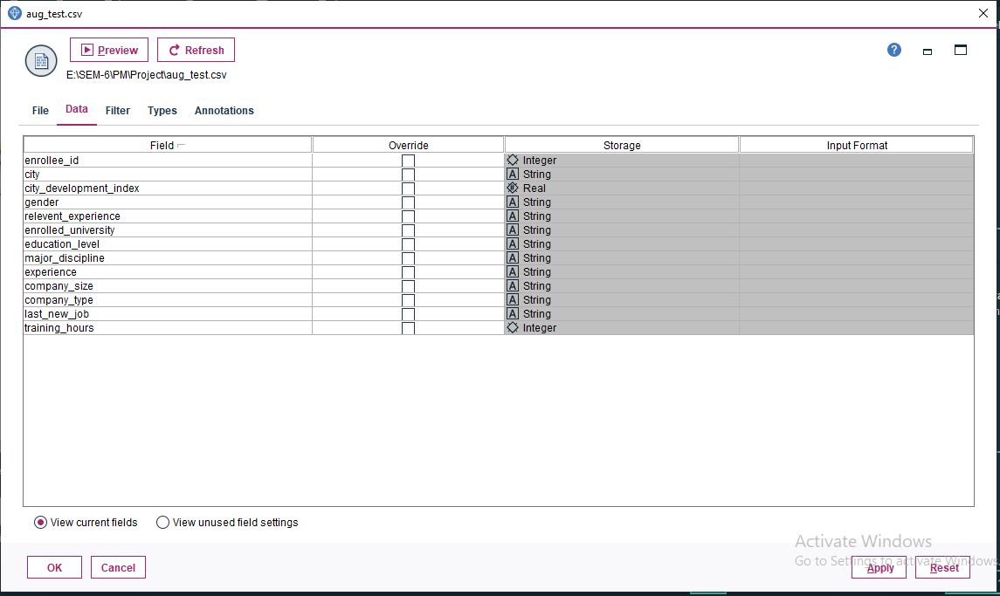 aug_test.csv
Preview Refresh
E:\SEM-6\PM\Project\aug_test.csv
File Data Filter Types Annotations
Field Override Storage Input Format
enrollee_id Integer
city A String
city_development_index # Real
gender A String
relevent_experience A String
enrolled_university A String
education_level A String
major_discipline A String
experience A String
company_size A String
company_type A String
last_new_job A String
training_hours Integer
View current fields View unused field settings
Activate Windows
Go to Settings to activate Windows.
OK Cancel Apply Reset